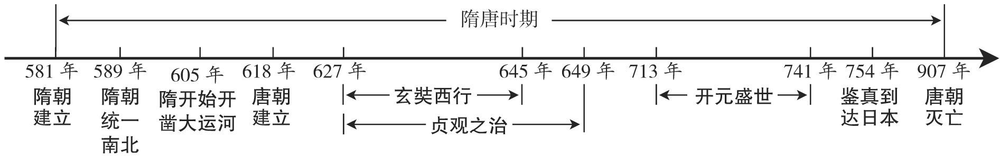 隋唐时期
581 年 589 年 605 年 618 年 627 年 645 年 649 年 713 年 741 年 754 年 907 年
隋朝
建立
隋朝
统一
南北
隋开始开
凿大运河
唐朝
建立
玄奘西行
贞观之治
开元盛世
鉴真到
达日本
唐朝
灭亡